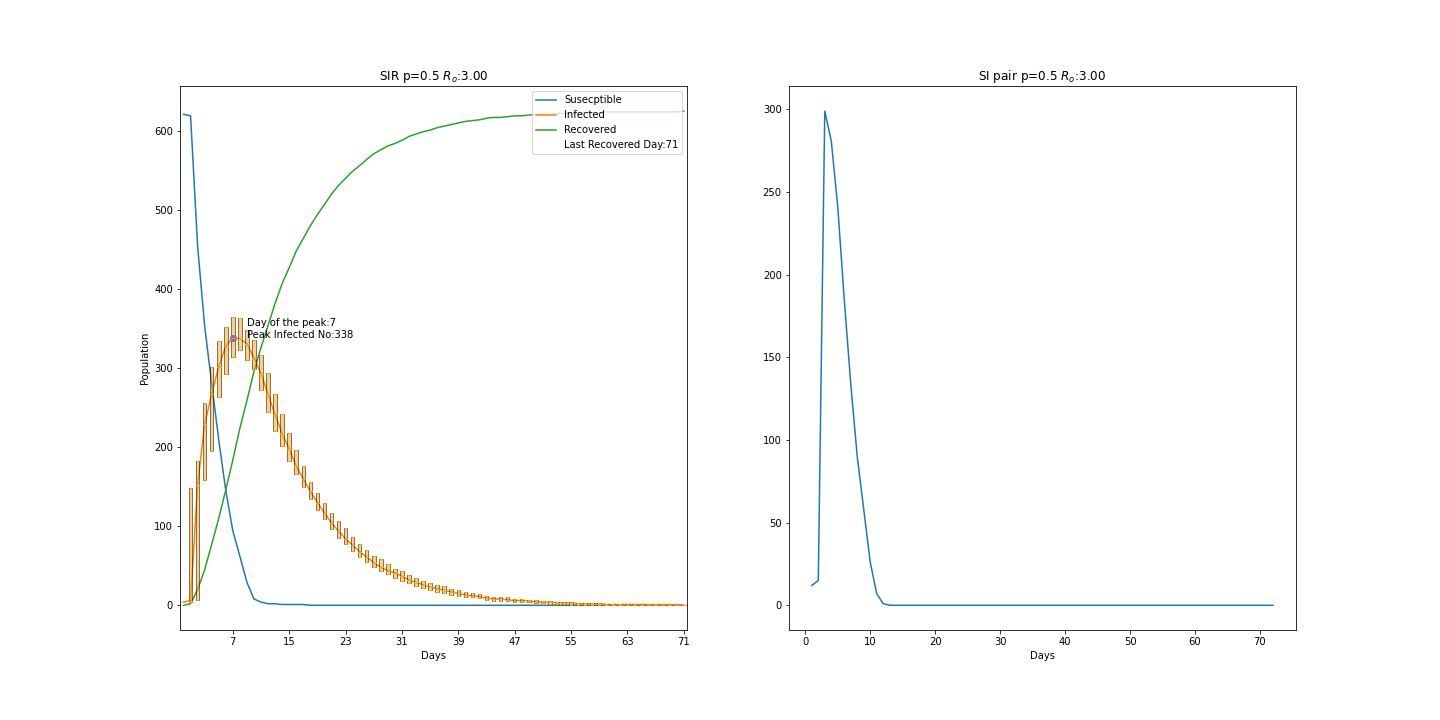 SIR p=0.5 Rₒ:3.00
Susecptible
Infected
Recovered
Last Recovered Day:71
Day of the peak:7
Peak Infected No:338
Population
600
500
400
300
200
100
0
7 15 23 31 39 47 55 63 71
Days
SI pair p=0.5 Rₒ:3.00
300
250
200
150
100
50
0
0 10 20 30 40 50 60 70
Days